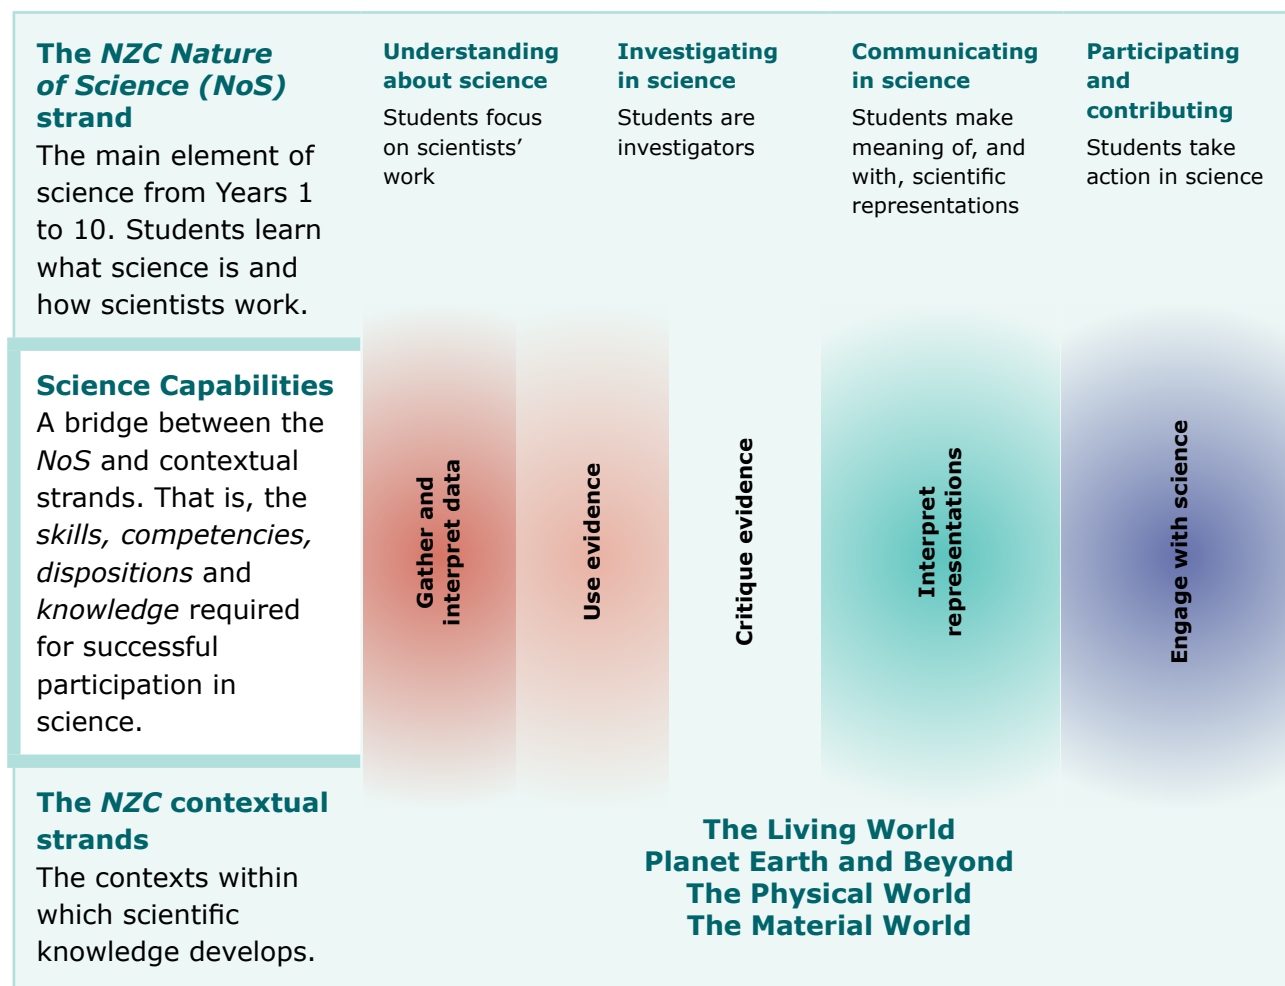 The NZC Nature
of Science (NoS)
strand
The main element of
science from Years 1
to 10. Students learn
what science is and
how scientists work.
Understanding
about science
Students focus
on scientists’
work
Investigating
in science
Students are
investigators
Communicating
in science
Students make
meaning of, and
with, scientific
representations
Participating
and
contributing
Students take
action in science
Science Capabilities
A bridge between the
NoS and contextual
strands. That is, the
skills, competencies,
dispositions and
knowledge required
for successful
participation in
science.
Gather and
interpret data
Use evidence
Critique evidence
Interpret
representations
Engage with science
The NZC contextual
strands
The contexts within
which scientific
knowledge develops.
The Living World
Planet Earth and Beyond
The Physical World
The Material World